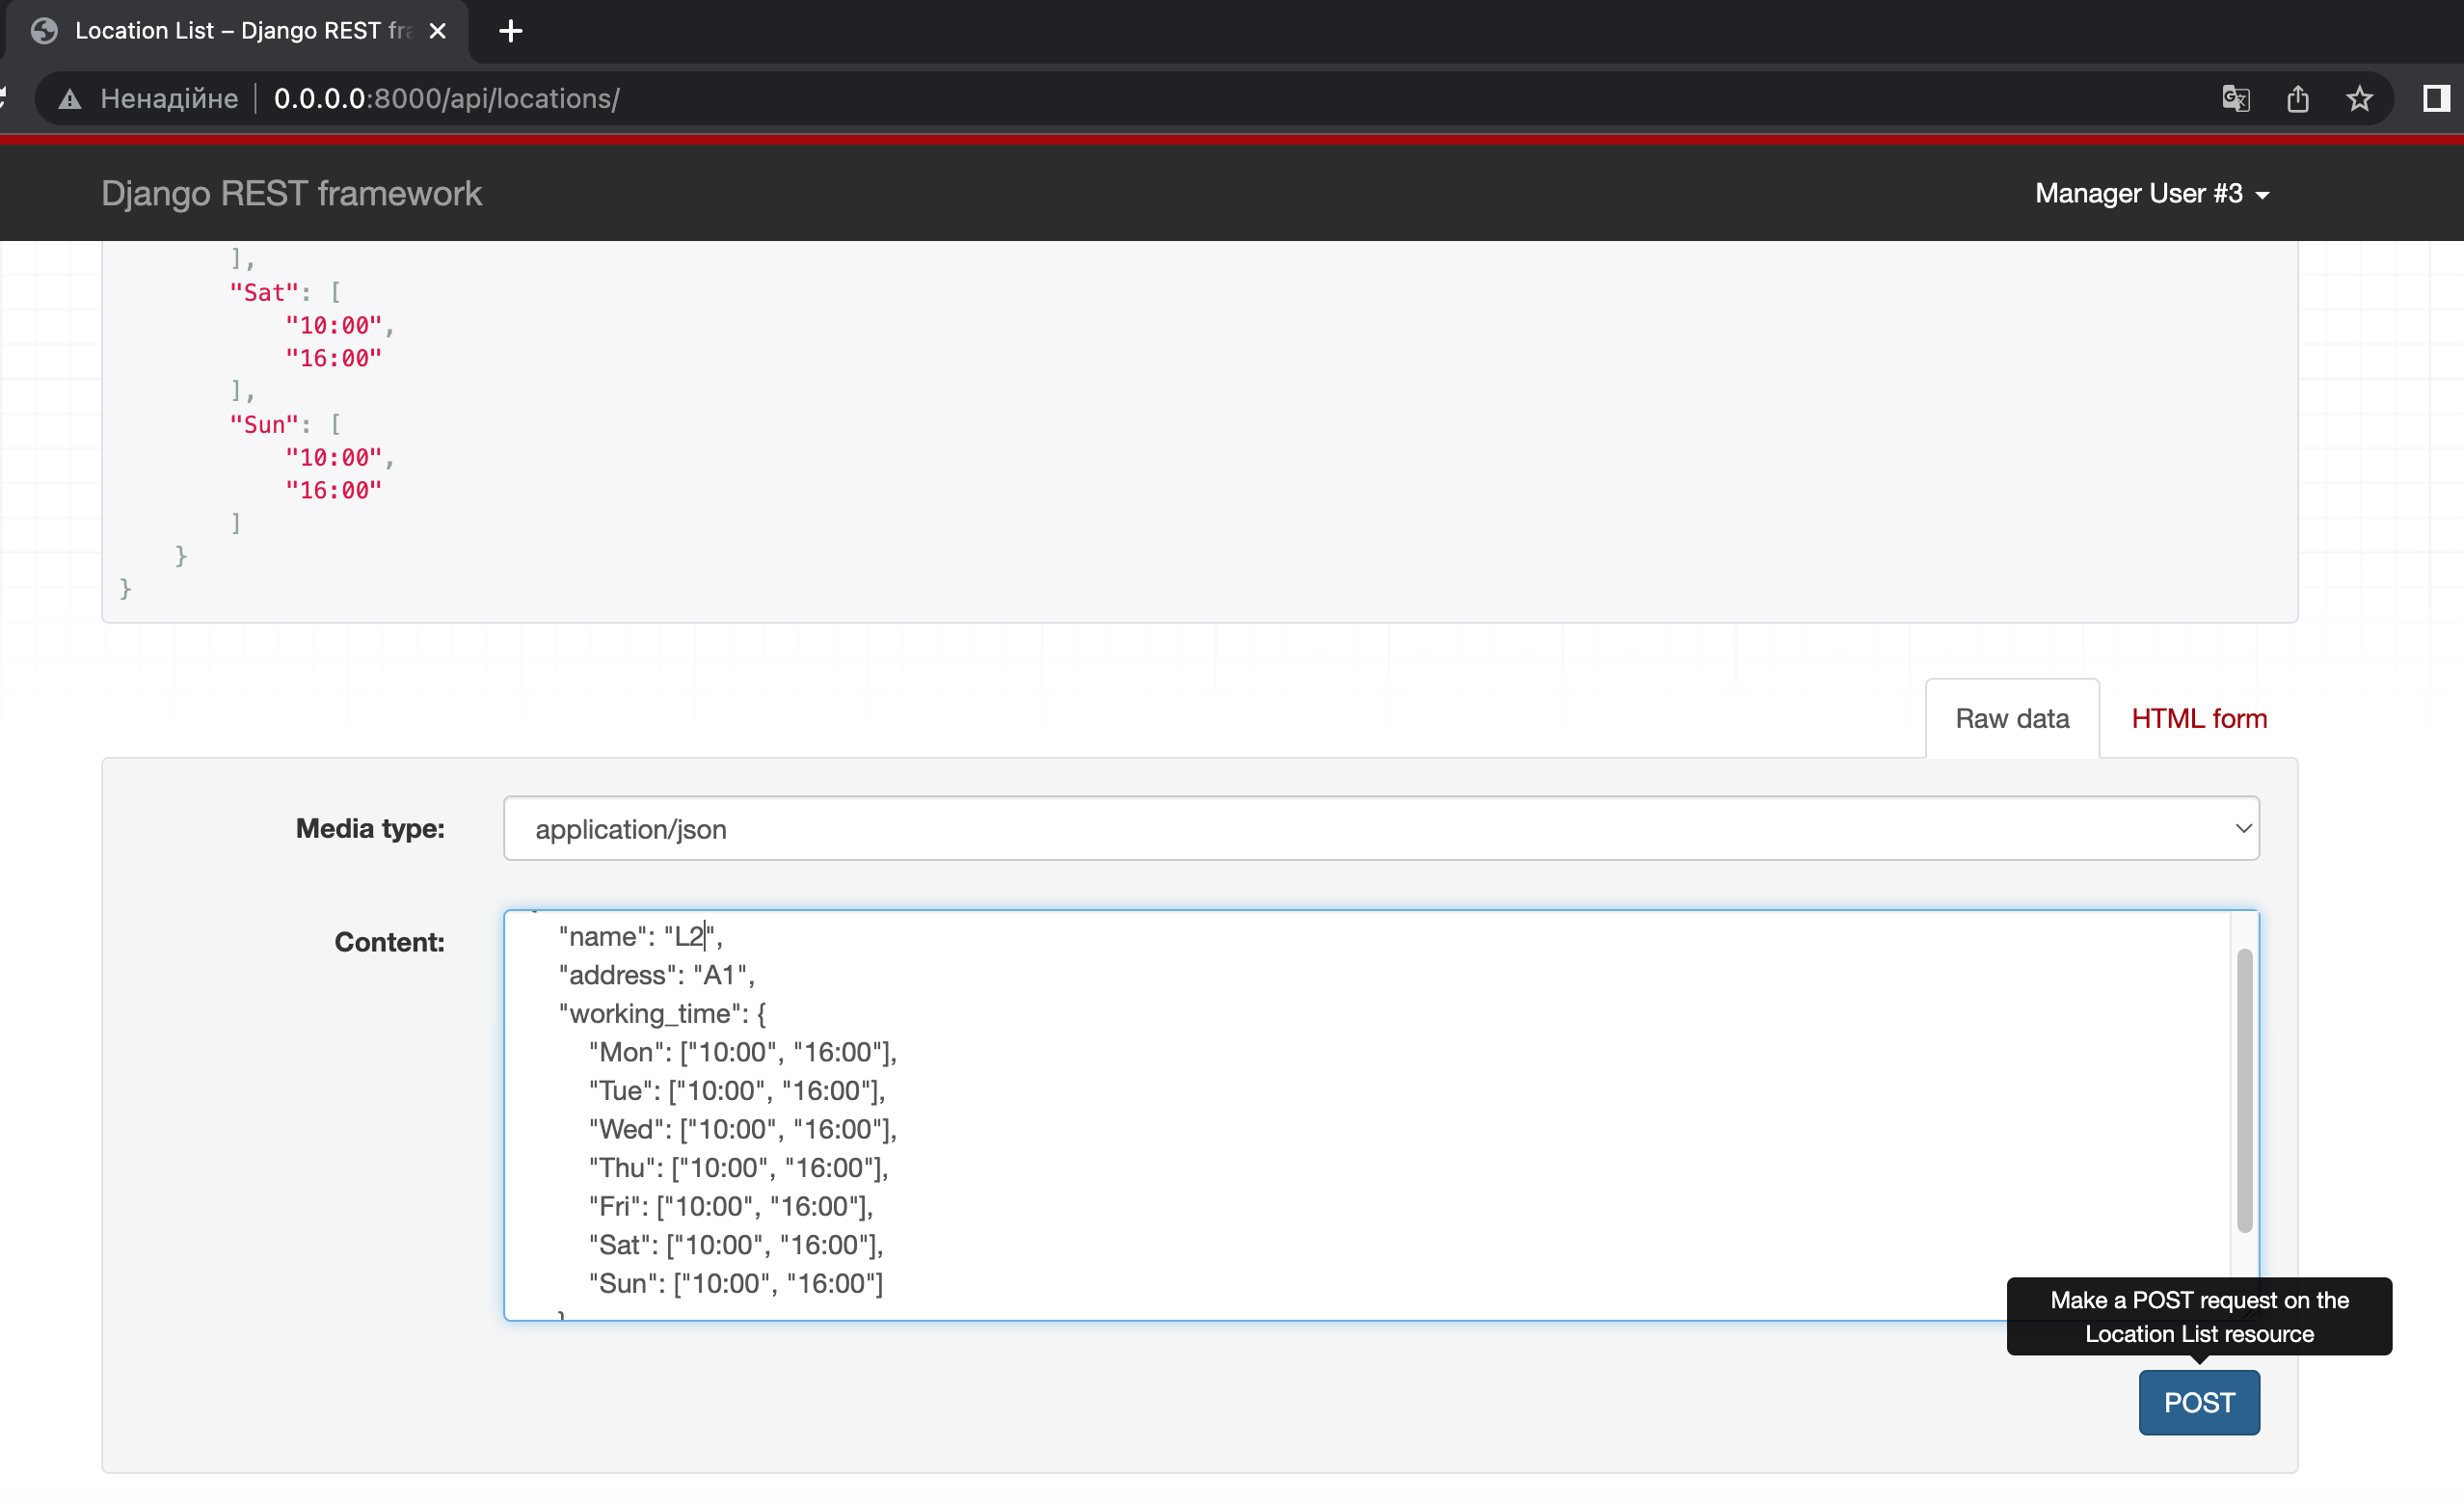 Location List – Django REST fra
Ненадійне
0.0.0.0:8000/api/locations/
Django REST framework
Manager User #3
],
"Sat": [
"10:00",
"16:00"
],
"Sun": [
"10:00",
"16:00"
]
}
}
Raw data
HTML form
Media type:
application/json
Content:
"name": "L2",
"address": "A1",
"working_time": {
"Mon": ["10:00", "16:00"],
"Tue": ["10:00", "16:00"],
"Wed": ["10:00", "16:00"],
"Thu": ["10:00", "16:00"],
"Fri": ["10:00", "16:00"],
"Sat": ["10:00", "16:00"],
"Sun": ["10:00", "16:00"]
Make a POST request on the
Location List resource
POST